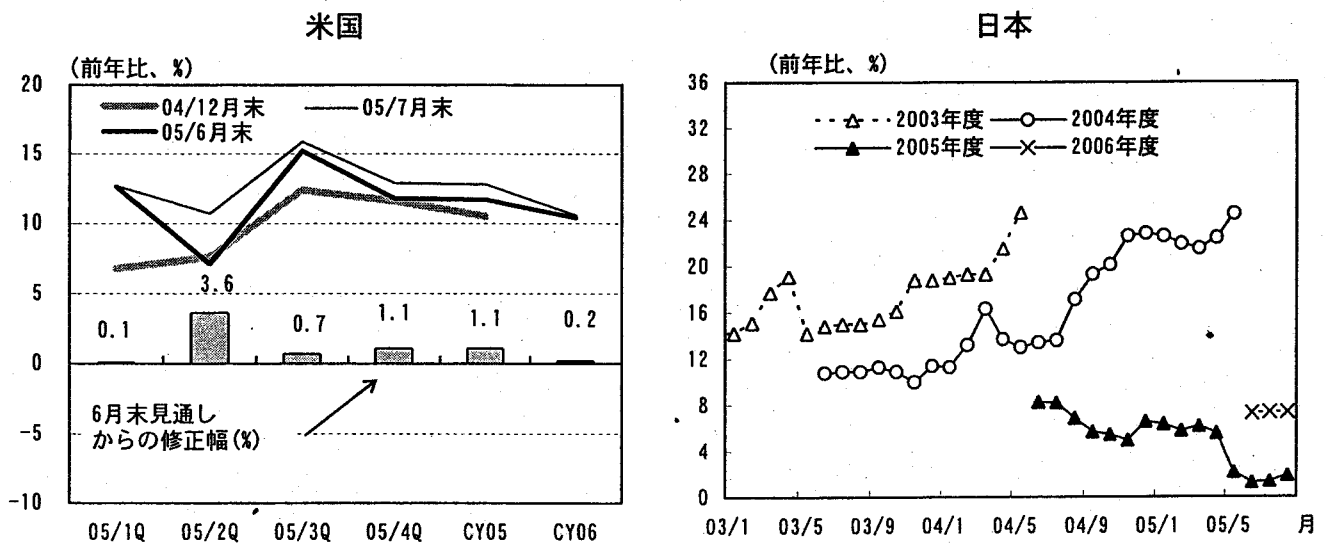 米国
(前年比、%)
20
15
10
5
0
-5
-10
04/12月末
05/7月末
05/6月末
0.1
3.6
0.7
1.1
1.1
0.2
6月末見通し
からの修正幅(%)
05/1Q 05/2Q 05/3Q 05/4Q CY05 CY06
日本
(前年比、%)
36
32
28
24
20
16
12
8
4
0
2003年度 2004年度
2005年度 2006年度
03/1 03/5 03/9 04/1 04/5 04/9 05/1 05/5 月